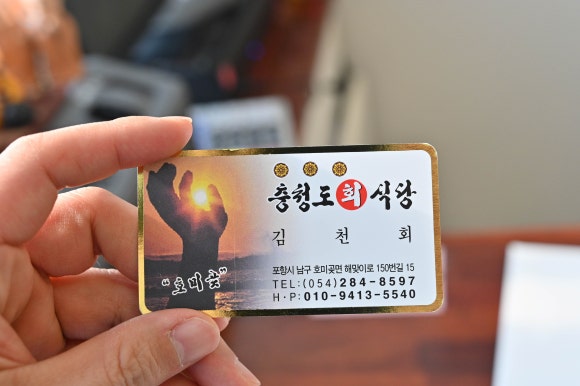 충청도 회 식당
김 천 회
포항시 남구 호미곶면 해맞이로 150번길 15
TEL:(054)284-8597
H·P:010-9413-5540
"호미곶"